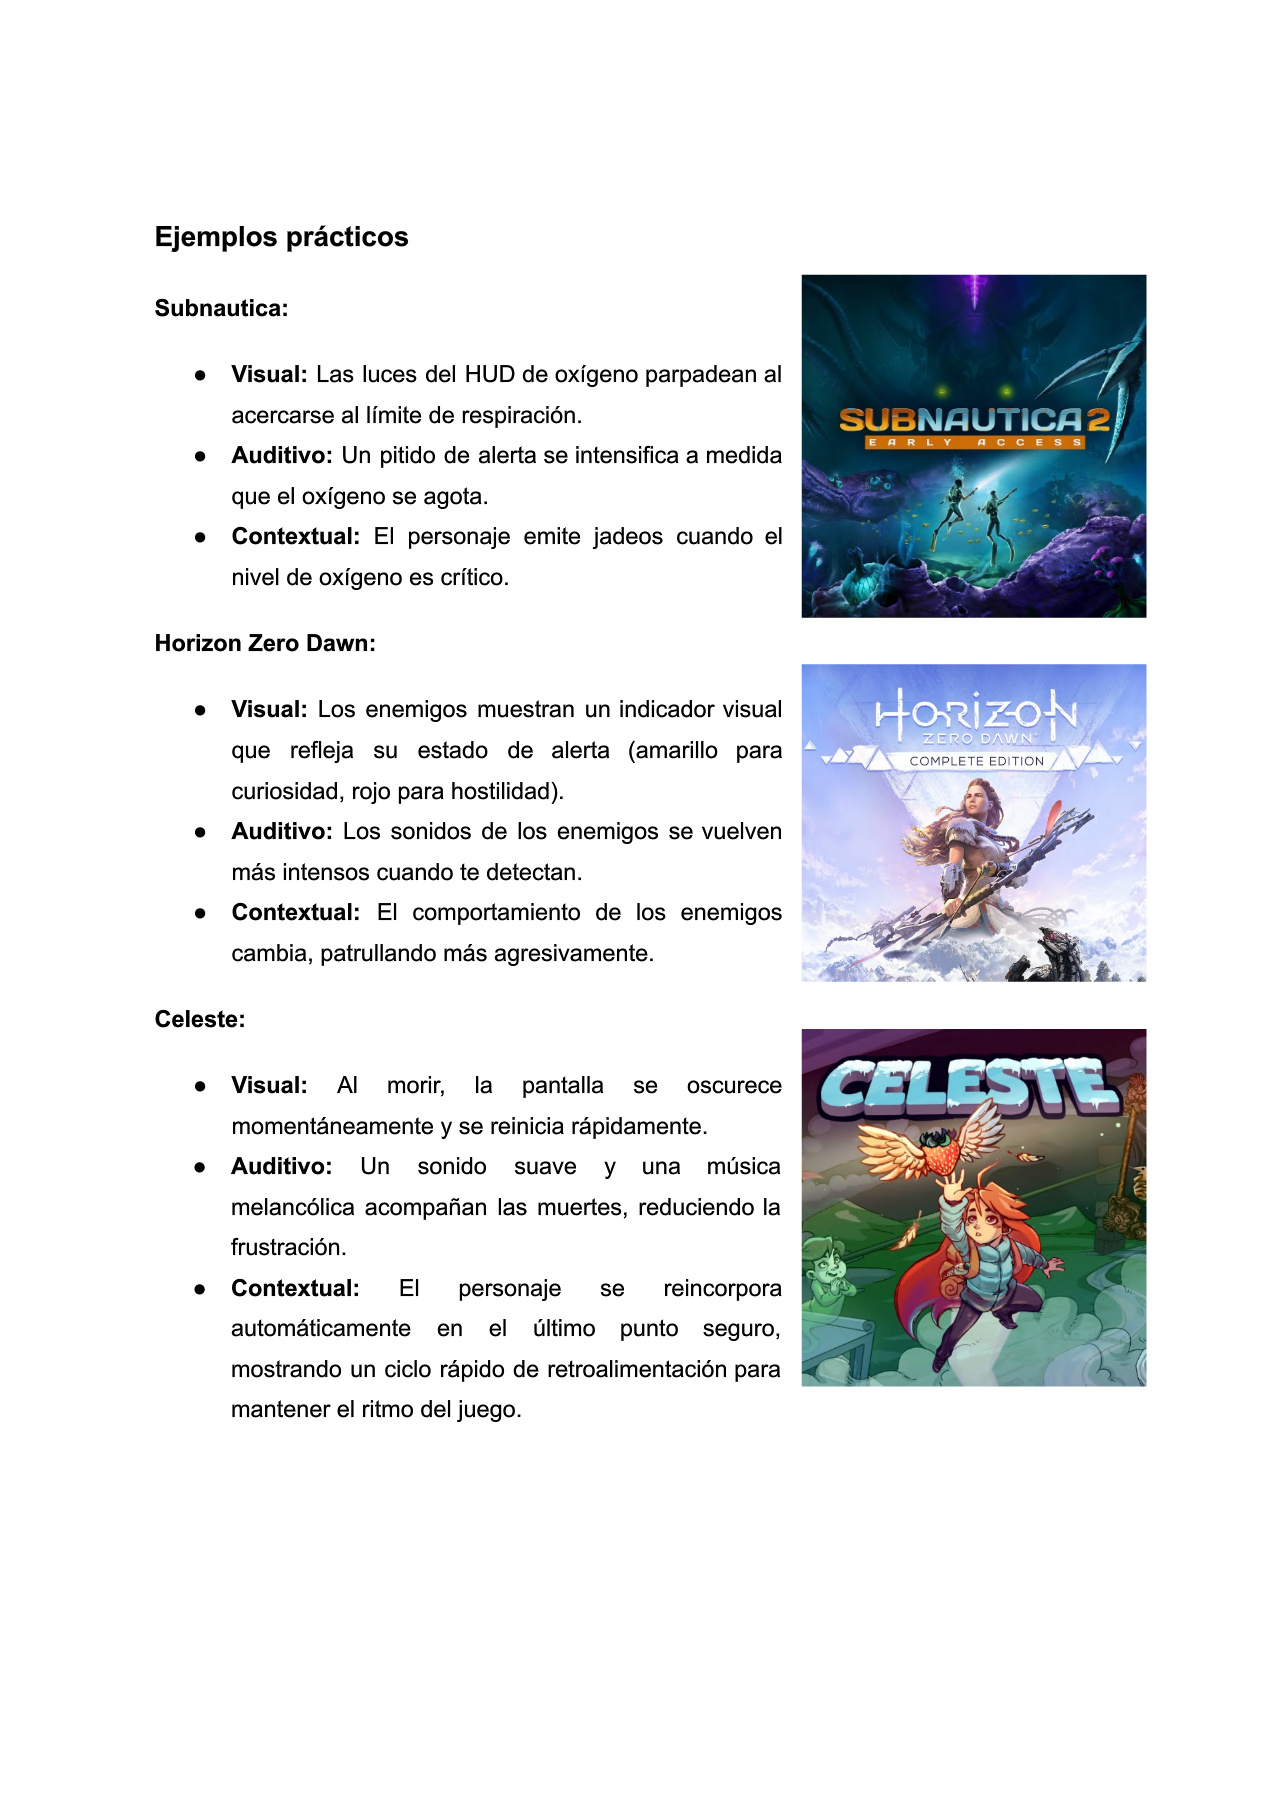 Ejemplos prácticos
Subnautica:
● Visual: Las luces del HUD de oxígeno parpadean al
acercarse al límite de respiración.
● Auditivo: Un pitido de alerta se intensifica a medida
que el oxígeno se agota.
● Contextual: El personaje emite jadeos cuando el
nivel de oxígeno es crítico.
SUBNAUTICA 2
EARLY ACCESS
Horizon Zero Dawn:
● Visual: Los enemigos muestran un indicador visual
que refleja su estado de alerta (amarillo para
curiosidad, rojo para hostilidad).
● Auditivo: Los sonidos de los enemigos se vuelven
más intensos cuando te detectan.
● Contextual: El comportamiento de los enemigos
cambia, patrullando más agresivamente.
HORIZON
ZERO DAWN™
COMPLETE EDITION
Celeste:
● Visual: Al morir, la pantalla se oscurece
momentáneamente y se reinicia rápidamente.
● Auditivo: Un sonido suave y una música
melancólica acompañan las muertes, reduciendo la
frustración.
● Contextual: El personaje se reincorpora
automáticamente en el último punto seguro,
mostrando un ciclo rápido de retroalimentación para
mantener el ritmo del juego.
CELESTE